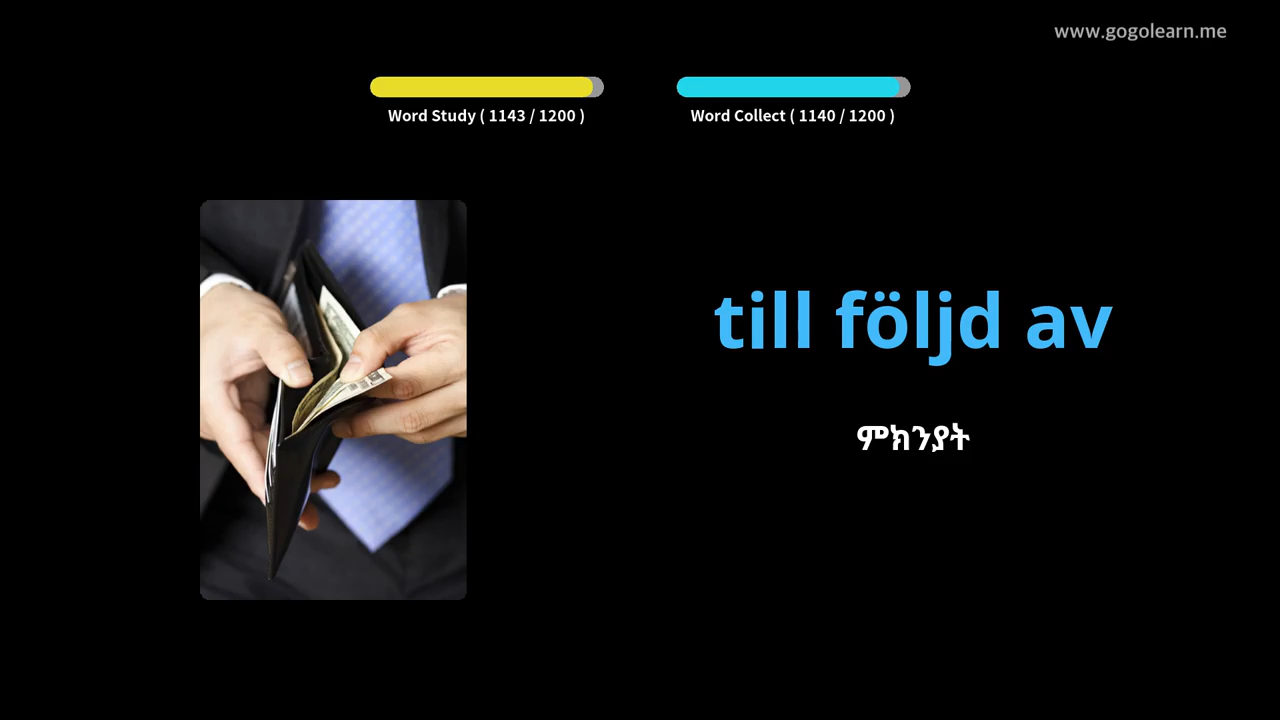 www.gogolearn.me
Word Study ( 1143 / 1200 )
Word Collect ( 1140 / 1200 )
till följd av
ምክንያት